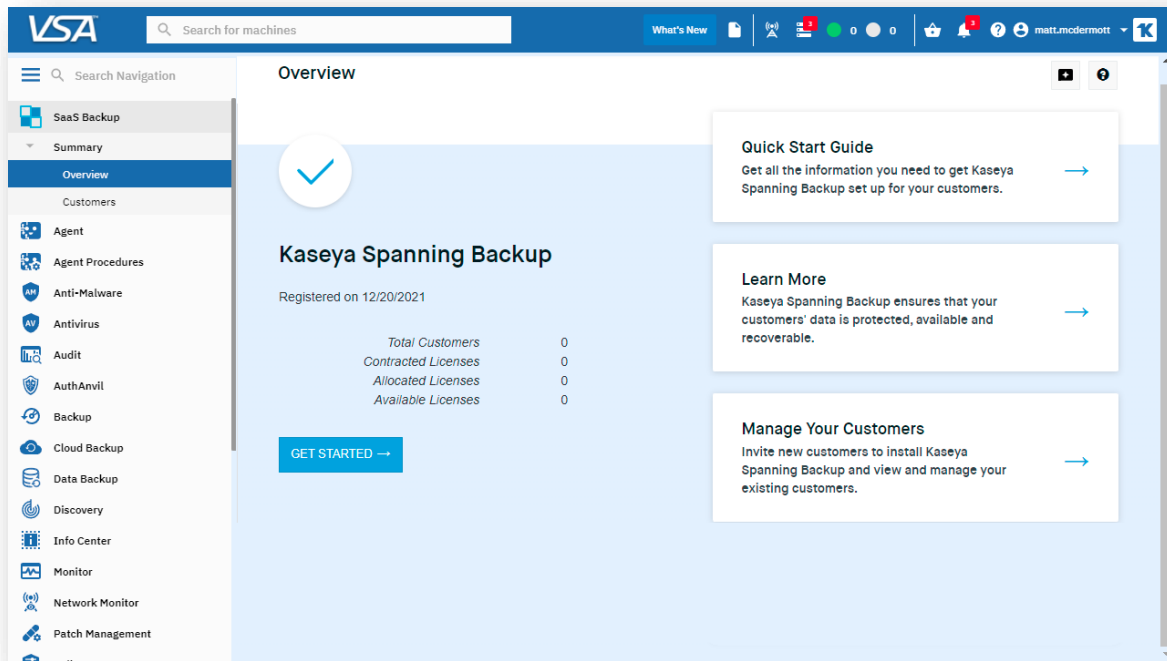 VSA
Search for machines
What's New
3
0
0
3
matt.mcdermott
Search Navigation
SaaS Backup
Summary
Overview
Customers
Agent
Agent Procedures
AM
Anti-Malware
AV
Antivirus
Audit
AuthAnvil
Backup
Cloud Backup
Data Backup
Discovery
Info Center
Monitor
Network Monitor
Patch Management
Overview
Kaseya Spanning Backup
Registered on 12/20/2021
Total Customers 0
Contracted Licenses 0
Allocated Licenses 0
Available Licenses 0
GET STARTED →
Quick Start Guide
Get all the information you need to get Kaseya
Spanning Backup set up for your customers.
Learn More
Kaseya Spanning Backup ensures that your
customers' data is protected, available and
recoverable.
Manage Your Customers
Invite new customers to install Kaseya
Spanning Backup and view and manage your
existing customers.